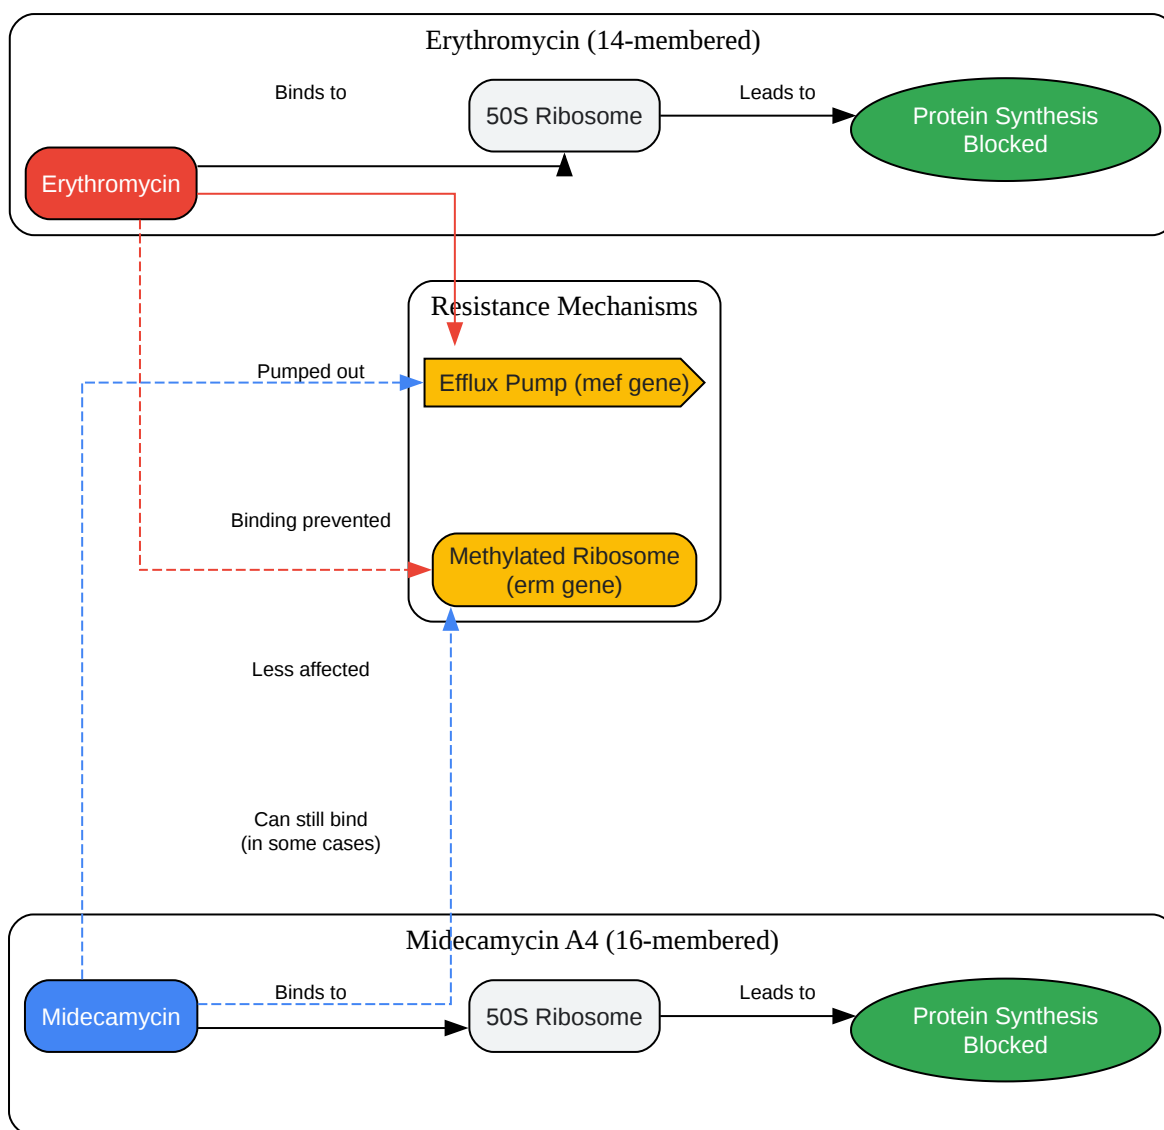 Erythromycin (14-membered)
Binds to
50S Ribosome
Leads to
Protein Synthesis
Blocked
Erythromycin
Resistance Mechanisms
Pumped out
Efflux Pump (mef gene)
Binding prevented
Methylated Ribosome
(erm gene)
Less affected
Can still bind
(in some cases)
Midecamycin A4 (16-membered)
Midecamycin
Binds to
50S Ribosome
Leads to
Protein Synthesis
Blocked